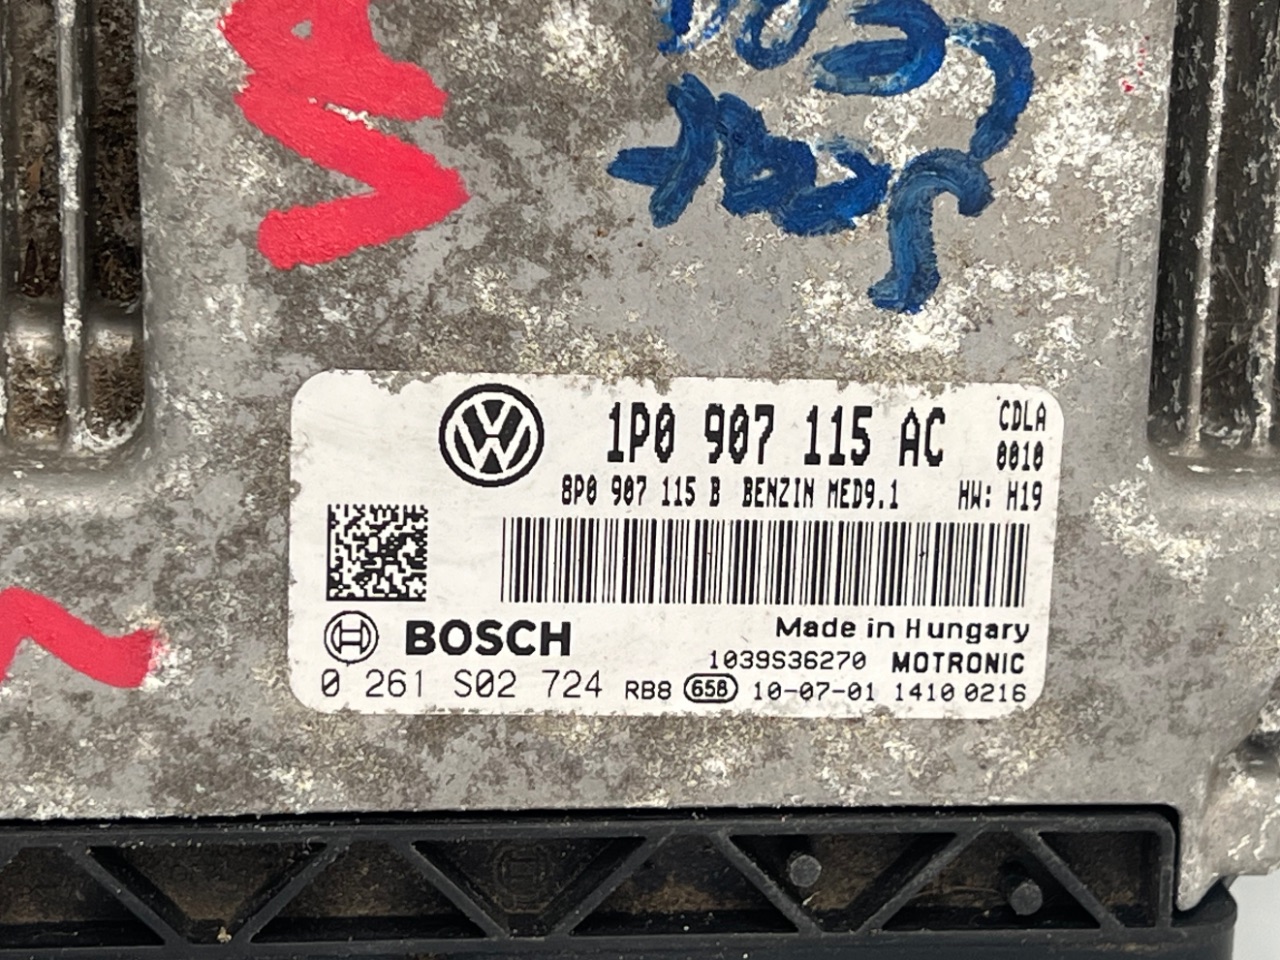 1P0 907 115 AC CDLA
0010
8P0 907 115 B BENZIN MED9.1 HW: H19
BOSCH Made in Hungary
1039S36270 MOTRONIC
0 261 S02 724 RB8 658 10-07-01 1410 0216